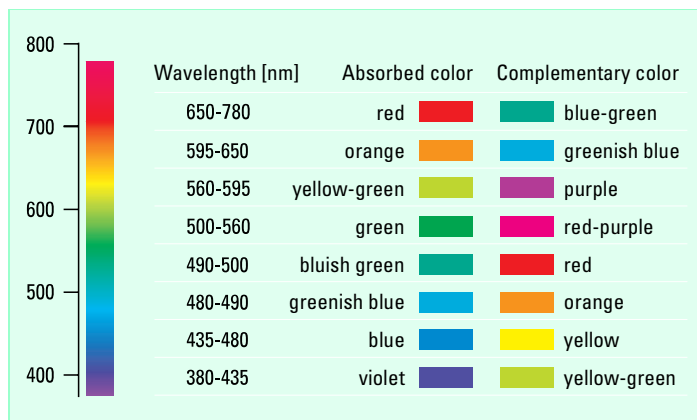 800
700
600
500
400
Wavelength [nm] Absorbed color Complementary color
650-780 red blue-green
595-650 orange greenish blue
560-595 yellow-green purple
500-560 green red-purple
490-500 bluish green red
480-490 greenish blue orange
435-480 blue yellow
380-435 violet yellow-green